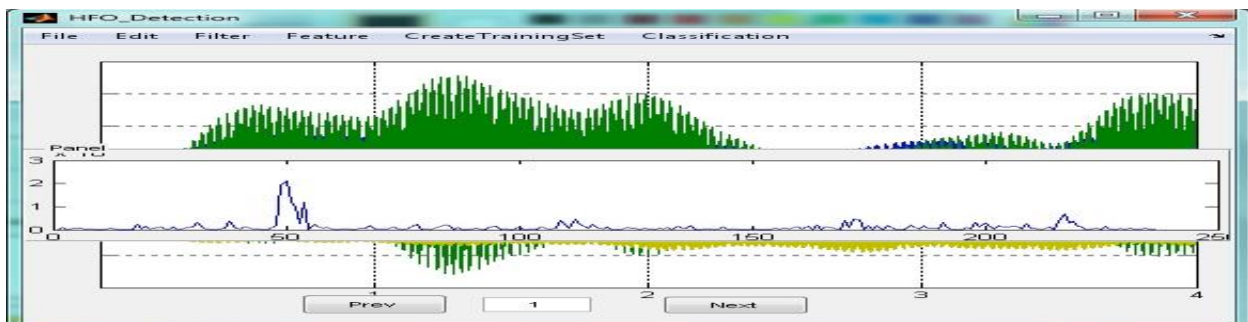 HFO_Detection
File Edit Filter Feature CreateTrainingSet Classification
Panel
3
2
1
0
0 50 100 150 200
1 2 3 4
Prev 1 Next